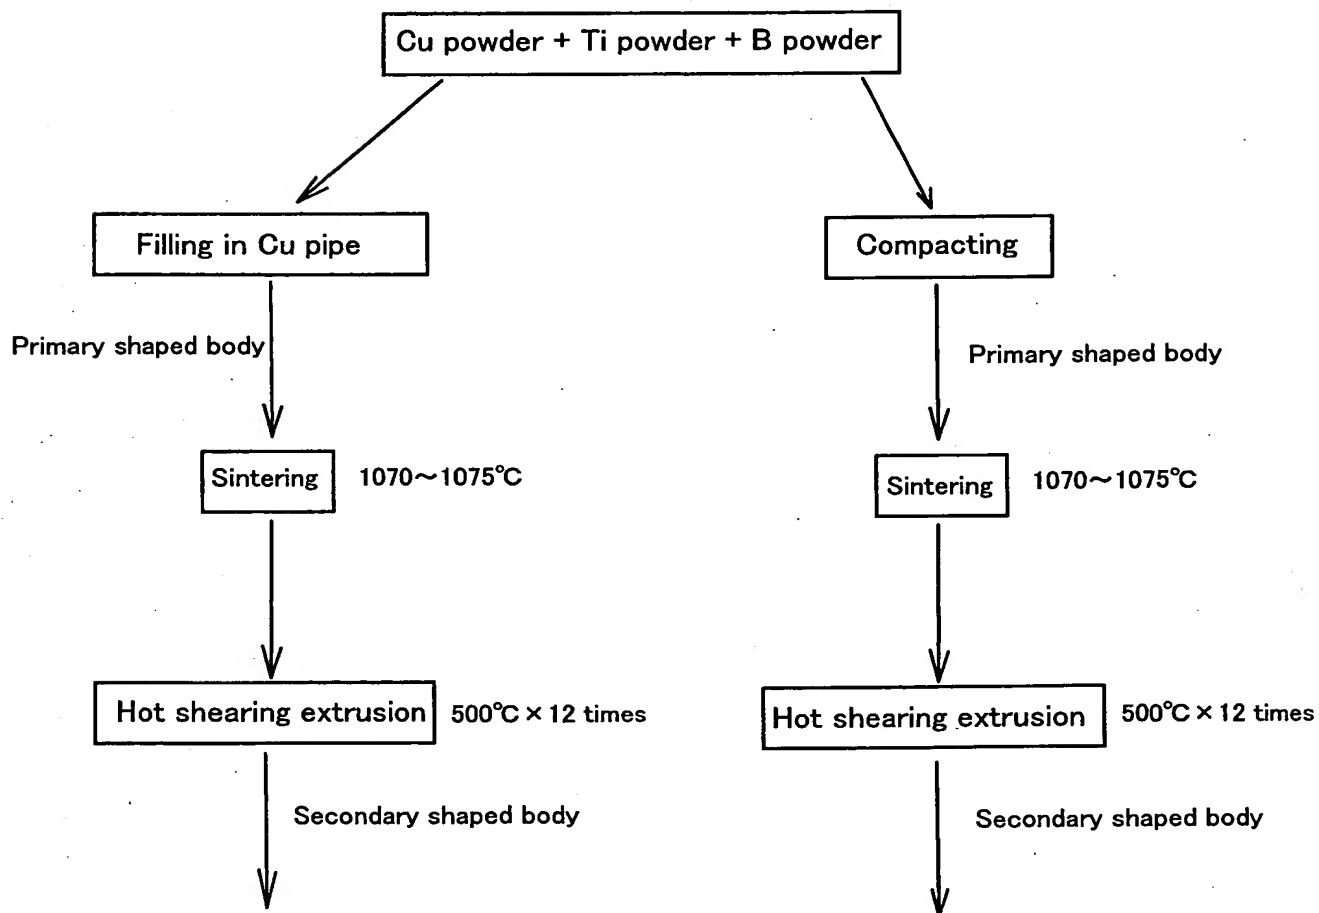 Cu powder + Ti powder + B powder
Filling in Cu pipe
Compacting
Primary shaped body
Primary shaped body
Sintering 1070～1075℃
Sintering 1070～1075℃
Hot shearing extrusion 500℃ × 12 times
Hot shearing extrusion 500℃ × 12 times
Secondary shaped body
Secondary shaped body